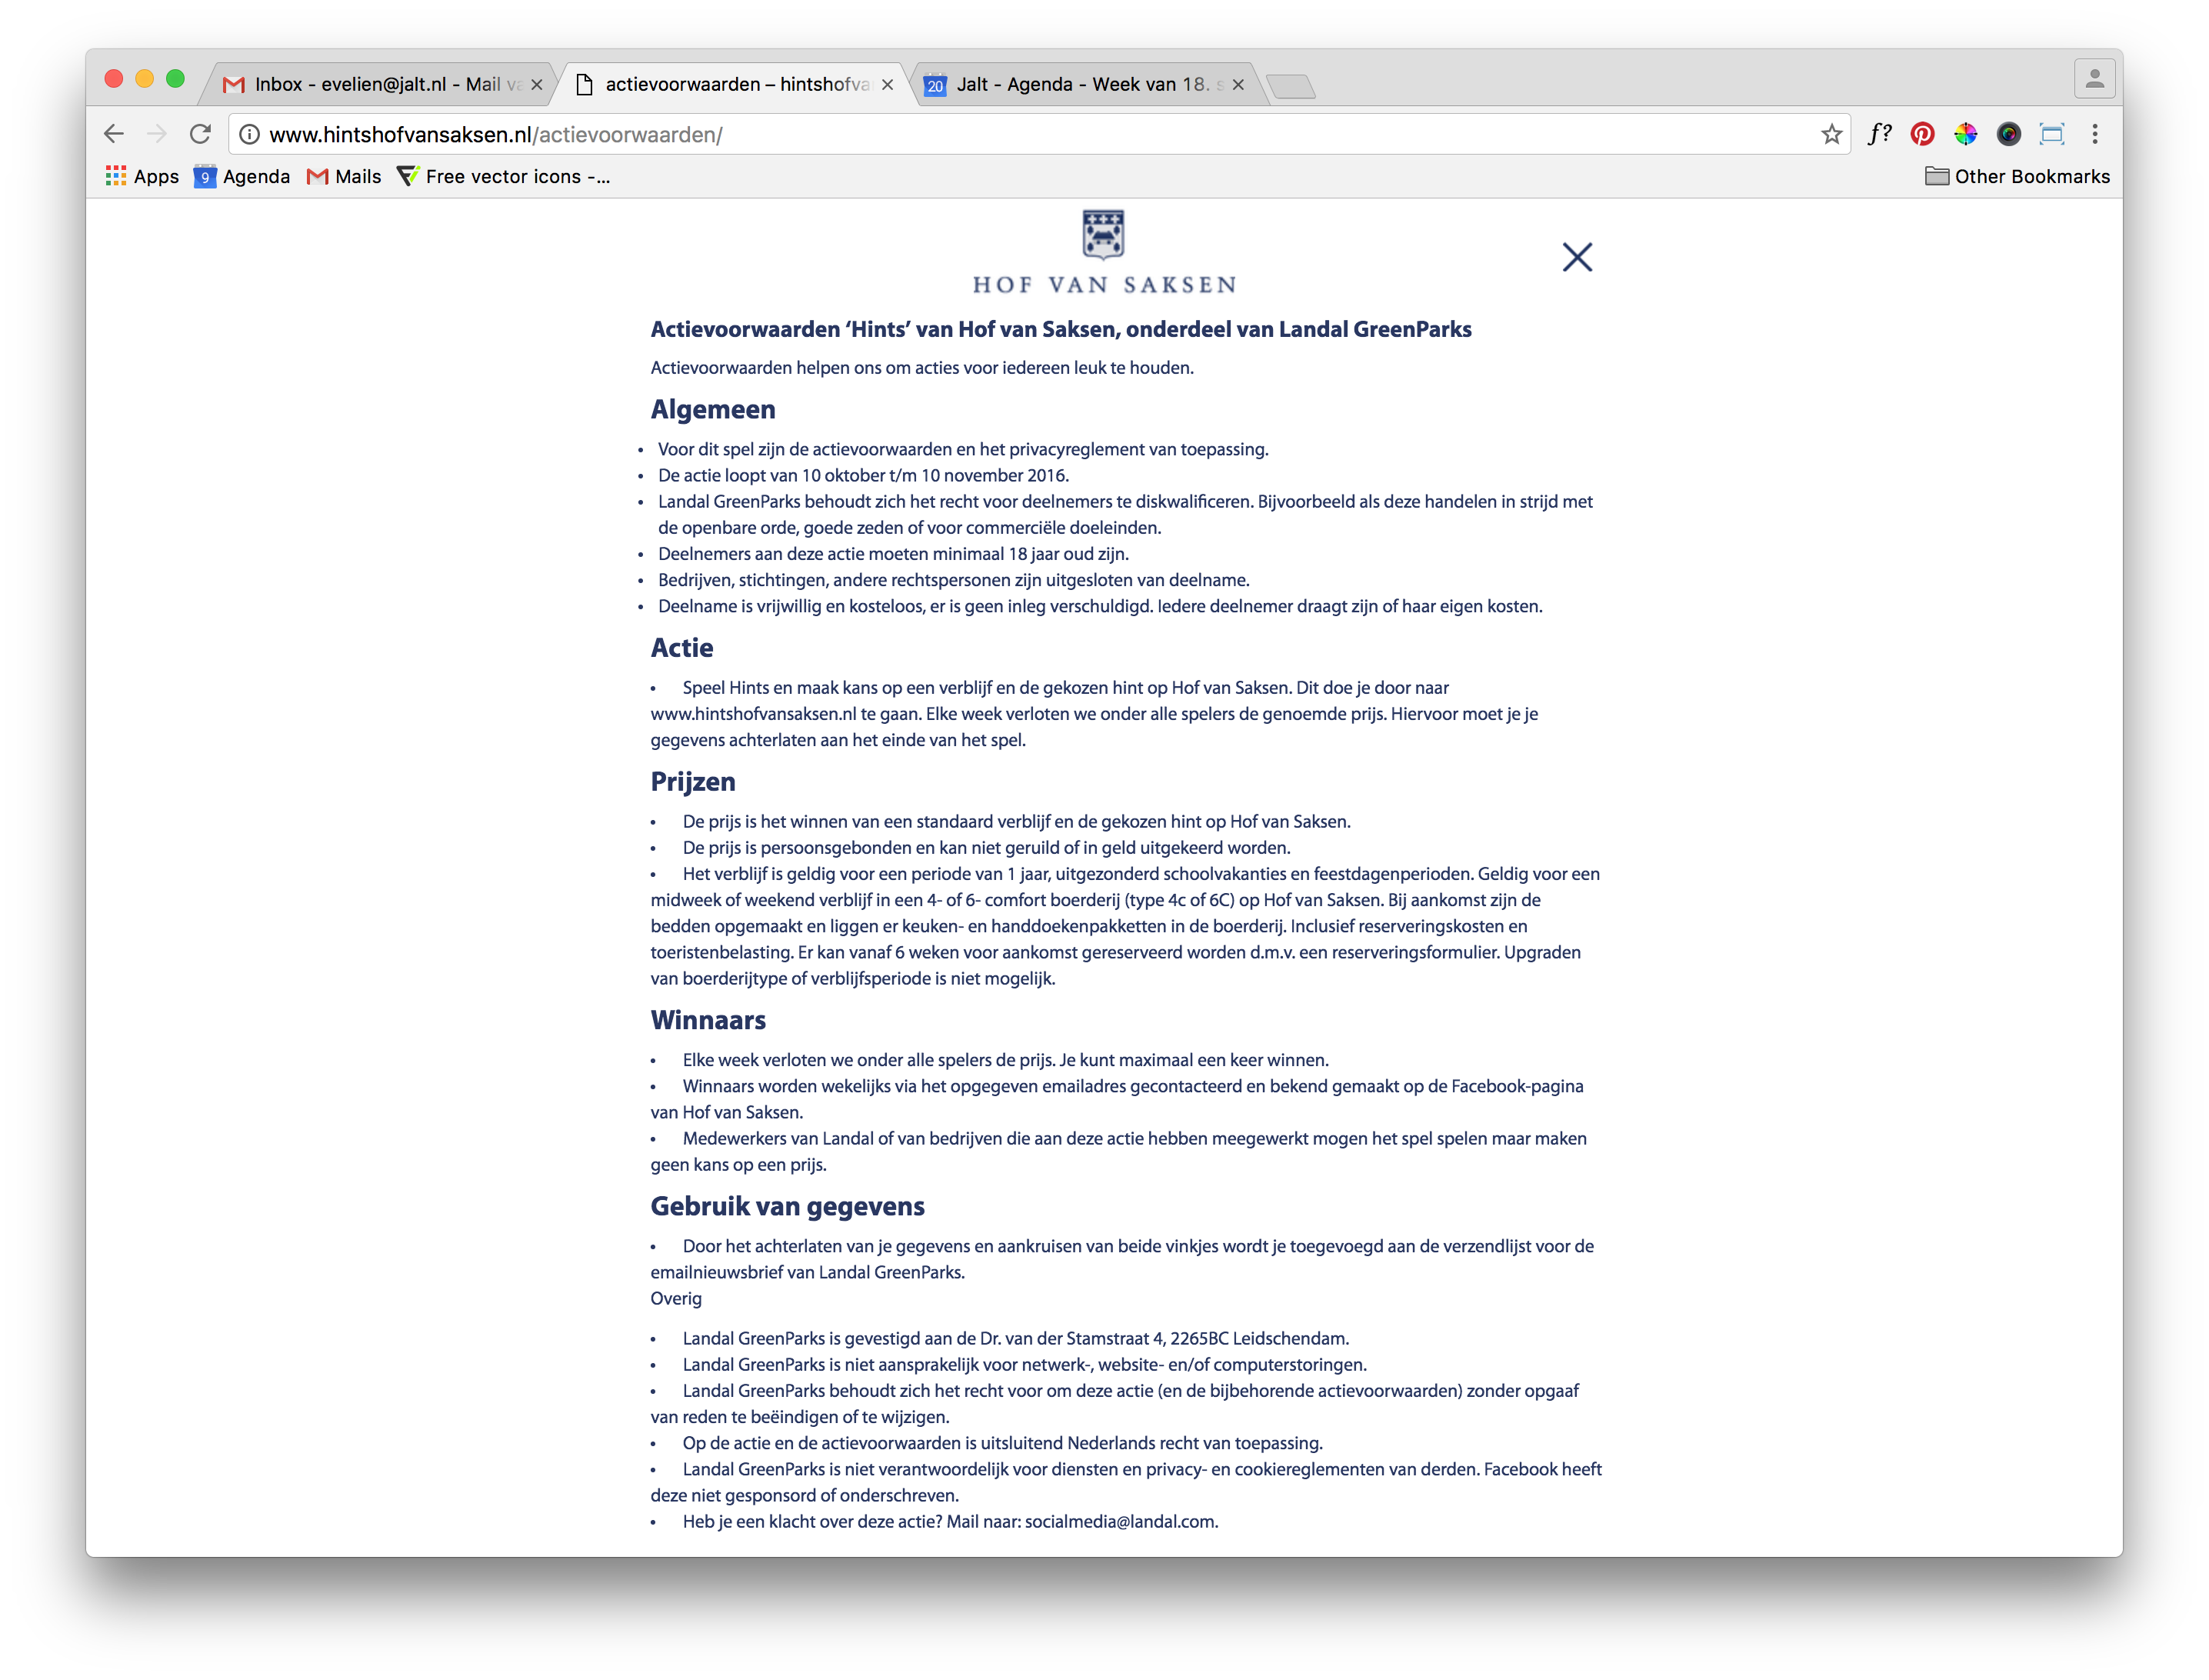 Inbox - evelien@jalt.nl - Mail va
actievoorwaarden – hintshofva
20 Jalt - Agenda - Week van 18. s
www.hintshofvansaksen.nl/actievoorwaarden/
f?
Apps 9 Agenda Mails Free vector icons -... Other Bookmarks
HOF VAN SAKSEN
Actievoorwaarden ‘Hints’ van Hof van Saksen, onderdeel van Landal GreenParks
Actievoorwaarden helpen ons om acties voor iedereen leuk te houden.
Algemeen
• Voor dit spel zijn de actievoorwaarden en het privacyreglement van toepassing.
• De actie loopt van 10 oktober t/m 10 november 2016.
• Landal GreenParks behoudt zich het recht voor deelnemers te diskwalificeren. Bijvoorbeeld als deze handelen in strijd met
de openbare orde, goede zeden of voor commerciële doeleinden.
• Deelnemers aan deze actie moeten minimaal 18 jaar oud zijn.
• Bedrijven, stichtingen, andere rechtspersonen zijn uitgesloten van deelname.
• Deelname is vrijwillig en kosteloos, er is geen inleg verschuldigd. Iedere deelnemer draagt zijn of haar eigen kosten.
Actie
• Speel Hints en maak kans op een verblijf en de gekozen hint op Hof van Saksen. Dit doe je door naar
www.hintshofvansaksen.nl te gaan. Elke week verloten we onder alle spelers de genoemde prijs. Hiervoor moet je je
gegevens achterlaten aan het einde van het spel.
Prijzen
• De prijs is het winnen van een standaard verblijf en de gekozen hint op Hof van Saksen.
• De prijs is persoonsgebonden en kan niet geruild of in geld uitgekeerd worden.
• Het verblijf is geldig voor een periode van 1 jaar, uitgezonderd schoolvakanties en feestdagenperioden. Geldig voor een
midweek of weekend verblijf in een 4- of 6- comfort boerderij (type 4c of 6C) op Hof van Saksen. Bij aankomst zijn de
bedden opgemaakt en liggen er keuken- en handdoekenpakketten in de boerderij. Inclusief reserveringskosten en
toeristenbelasting. Er kan vanaf 6 weken voor aankomst gereserveerd worden d.m.v. een reserveringsformulier. Upgraden
van boerderijtype of verblijfsperiode is niet mogelijk.
Winnaars
• Elke week verloten we onder alle spelers de prijs. Je kunt maximaal een keer winnen.
• Winnaars worden wekelijks via het opgegeven emailadres gecontacteerd en bekend gemaakt op de Facebook-pagina
van Hof van Saksen.
• Medewerkers van Landal of van bedrijven die aan deze actie hebben meegewerkt mogen het spel spelen maar maken
geen kans op een prijs.
Gebruik van gegevens
• Door het achterlaten van je gegevens en aankruisen van beide vinkjes wordt je toegevoegd aan de verzendlijst voor de
emailnieuwsbrief van Landal GreenParks.
Overig
• Landal GreenParks is gevestigd aan de Dr. van der Stamstraat 4, 2265BC Leidschendam.
• Landal GreenParks is niet aansprakelijk voor netwerk-, website- en/of computerstoringen.
• Landal GreenParks behoudt zich het recht voor om deze actie (en de bijbehorende actievoorwaarden) zonder opgaaf
van reden te beëindigen of te wijzigen.
• Op de actie en de actievoorwaarden is uitsluitend Nederlands recht van toepassing.
• Landal GreenParks is niet verantwoordelijk voor diensten en privacy- en cookiereglementen van derden. Facebook heeft
deze niet gesponsord of onderschreven.
• Heb je een klacht over deze actie? Mail naar: socialmedia@landal.com.